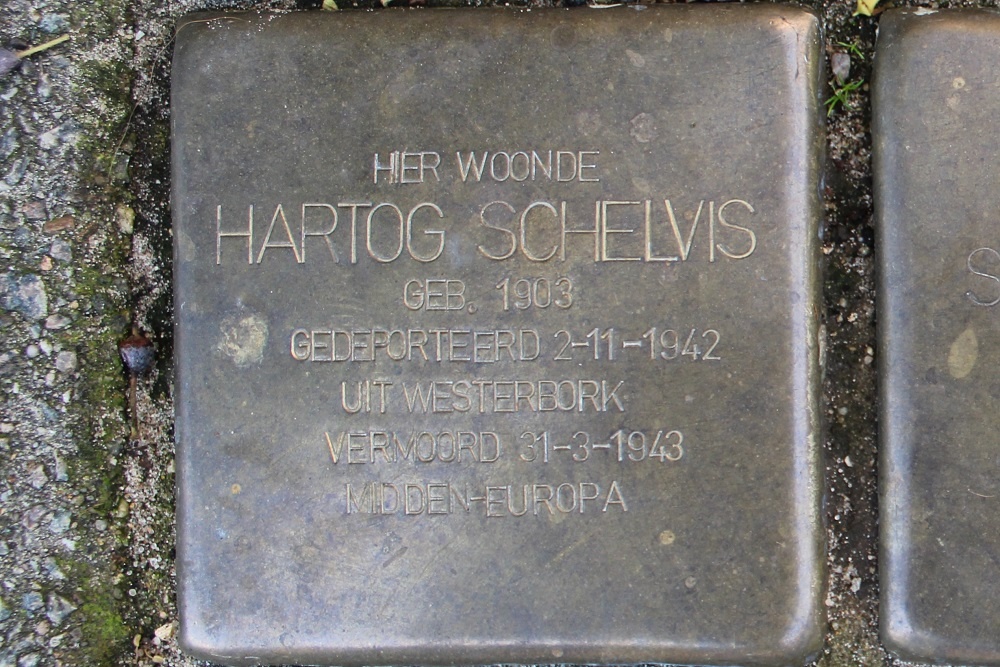 HIER WOONDE
HARTOG SCHELVIS
GEB. 1903
GEDEPORTEERD 2-11-1942
UIT WESTERBORK
VERMOORD 31-3-1943
MIDDEN-EUROPA
S